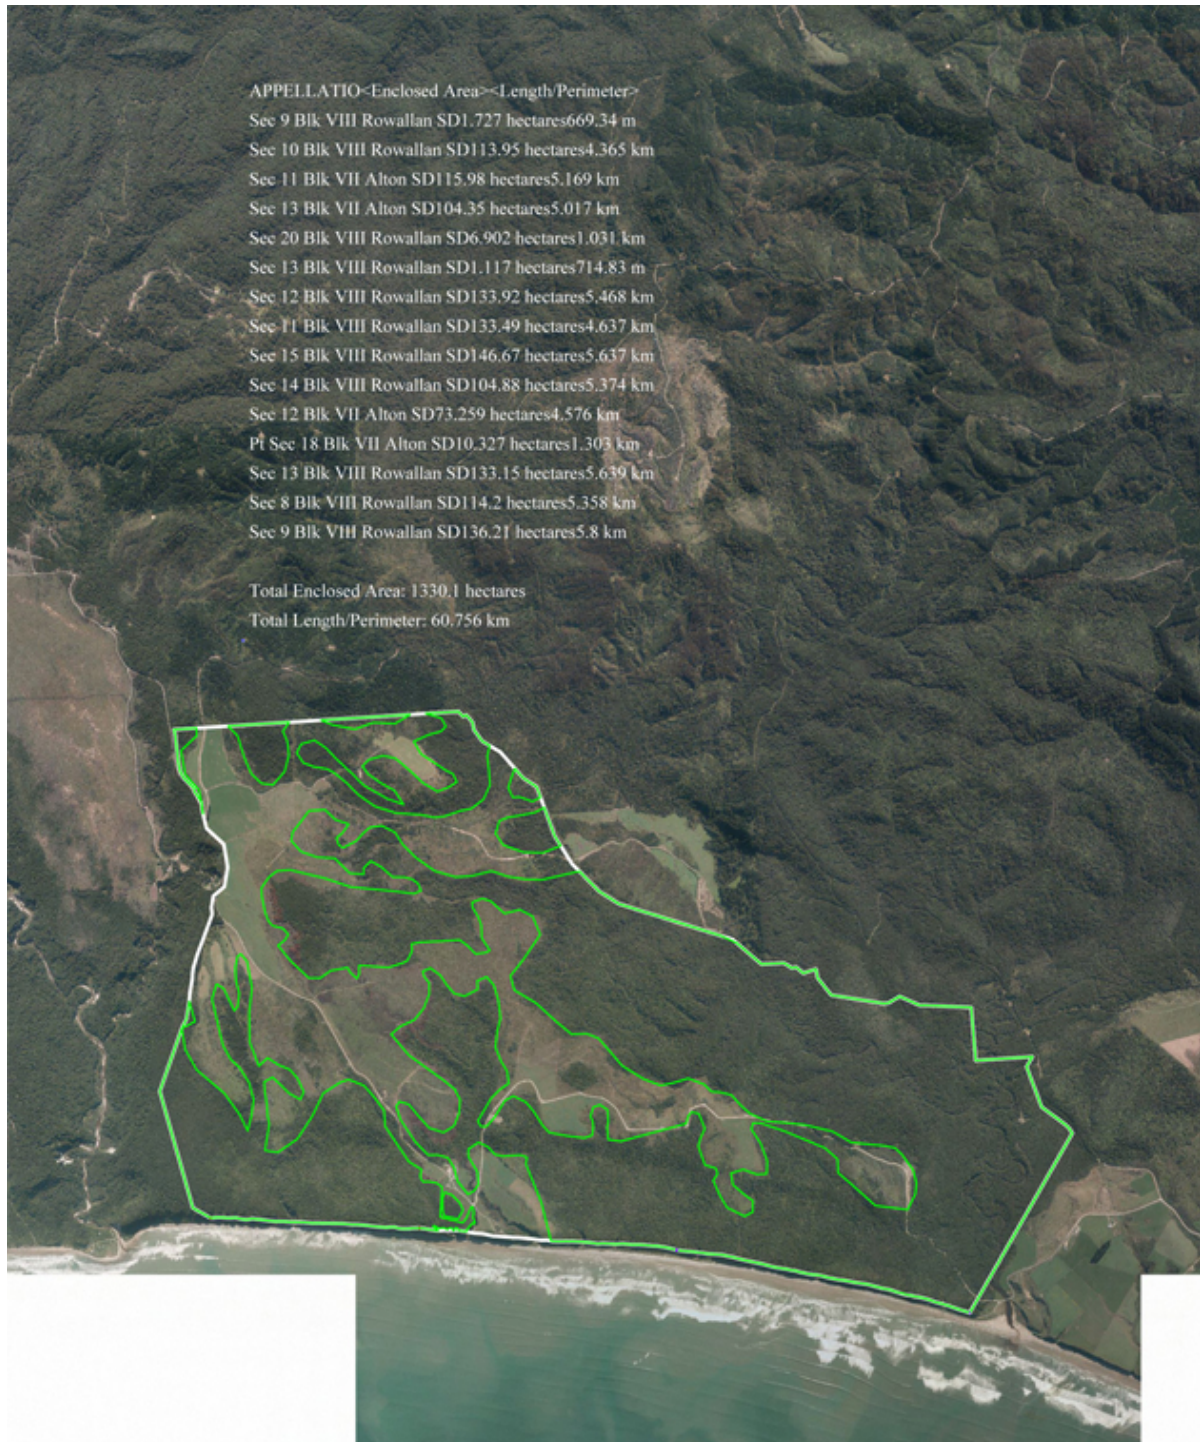 APPELLATIO<Enclosed Area><Length/Perimeter>
Sec 9 Blk VIII Rowallan SD1.727 hectares669.34 m
Sec 10 Blk VIII Rowallan SD113.95 hectares4.365 km
Sec 11 Blk VII Alton SD115.98 hectares5.169 km
Sec 13 Blk VII Alton SD104.35 hectares5.017 km
Sec 20 Blk VIII Rowallan SD6.902 hectares1.031 km
Sec 13 Blk VIII Rowallan SD1.117 hectares714.83 m
Sec 12 Blk VIII Rowallan SD133.92 hectares5.468 km
Sec 11 Blk VIII Rowallan SD133.49 hectares4.637 km
Sec 15 Blk VIII Rowallan SD146.67 hectares5.637 km
Sec 14 Blk VIII Rowallan SD104.88 hectares5.374 km
Sec 12 Blk VII Alton SD73.259 hectares4.576 km
Pt Sec 18 Blk VII Alton SD10.327 hectares1.303 km
Sec 13 Blk VIII Rowallan SD133.15 hectares5.639 km
Sec 8 Blk VIII Rowallan SD114.2 hectares5.358 km
Sec 9 Blk VIII Rowallan SD136.21 hectares5.8 km
Total Enclosed Area: 1330.1 hectares
Total Length/Perimeter: 60.756 km